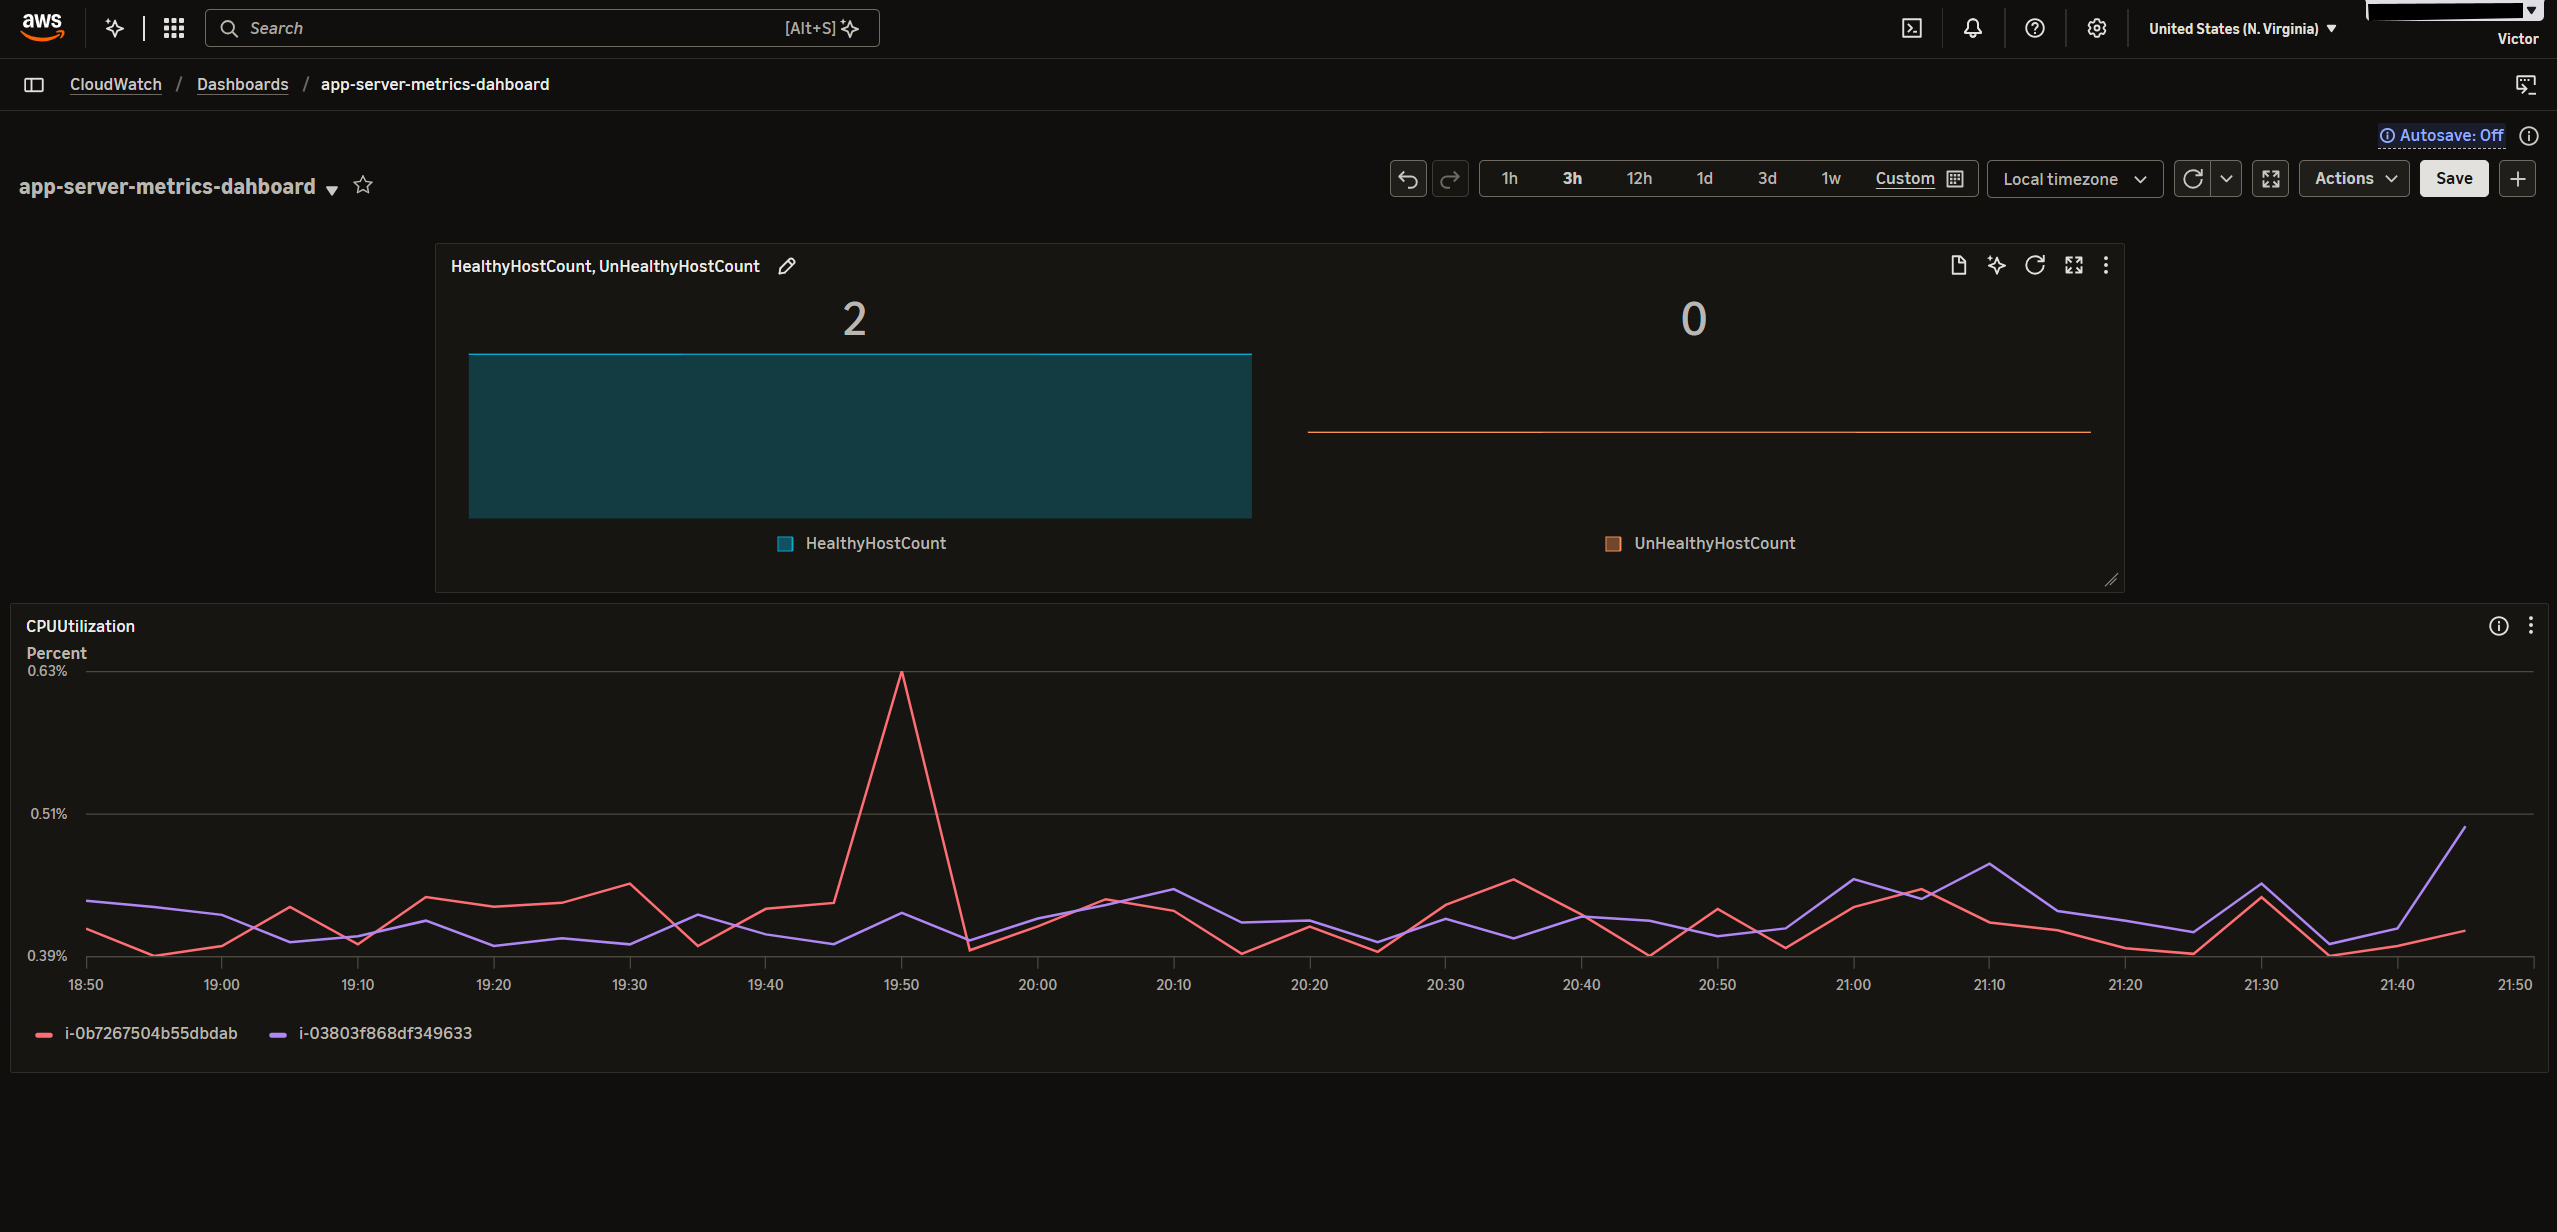 aws
Search [Alt+S]
United States (N. Virginia)
Victor
CloudWatch / Dashboards / app-server-metrics-dahboard
Autosave: Off
app-server-metrics-dahboard
1h 3h 12h 1d 3d 1w Custom Local timezone Actions Save
HealthyHostCount, UnHealthyHostCount
2 0
HealthyHostCount UnHealthyHostCount
CPUUtilization
Percent
0.63%
0.51%
0.39%
18:50 19:00 19:10 19:20 19:30 19:40 19:50 20:00 20:10 20:20 20:30 20:40 20:50 21:00 21:10 21:20 21:30 21:40 21:50
i-0b7267504b55dbdab i-03803f868df349633